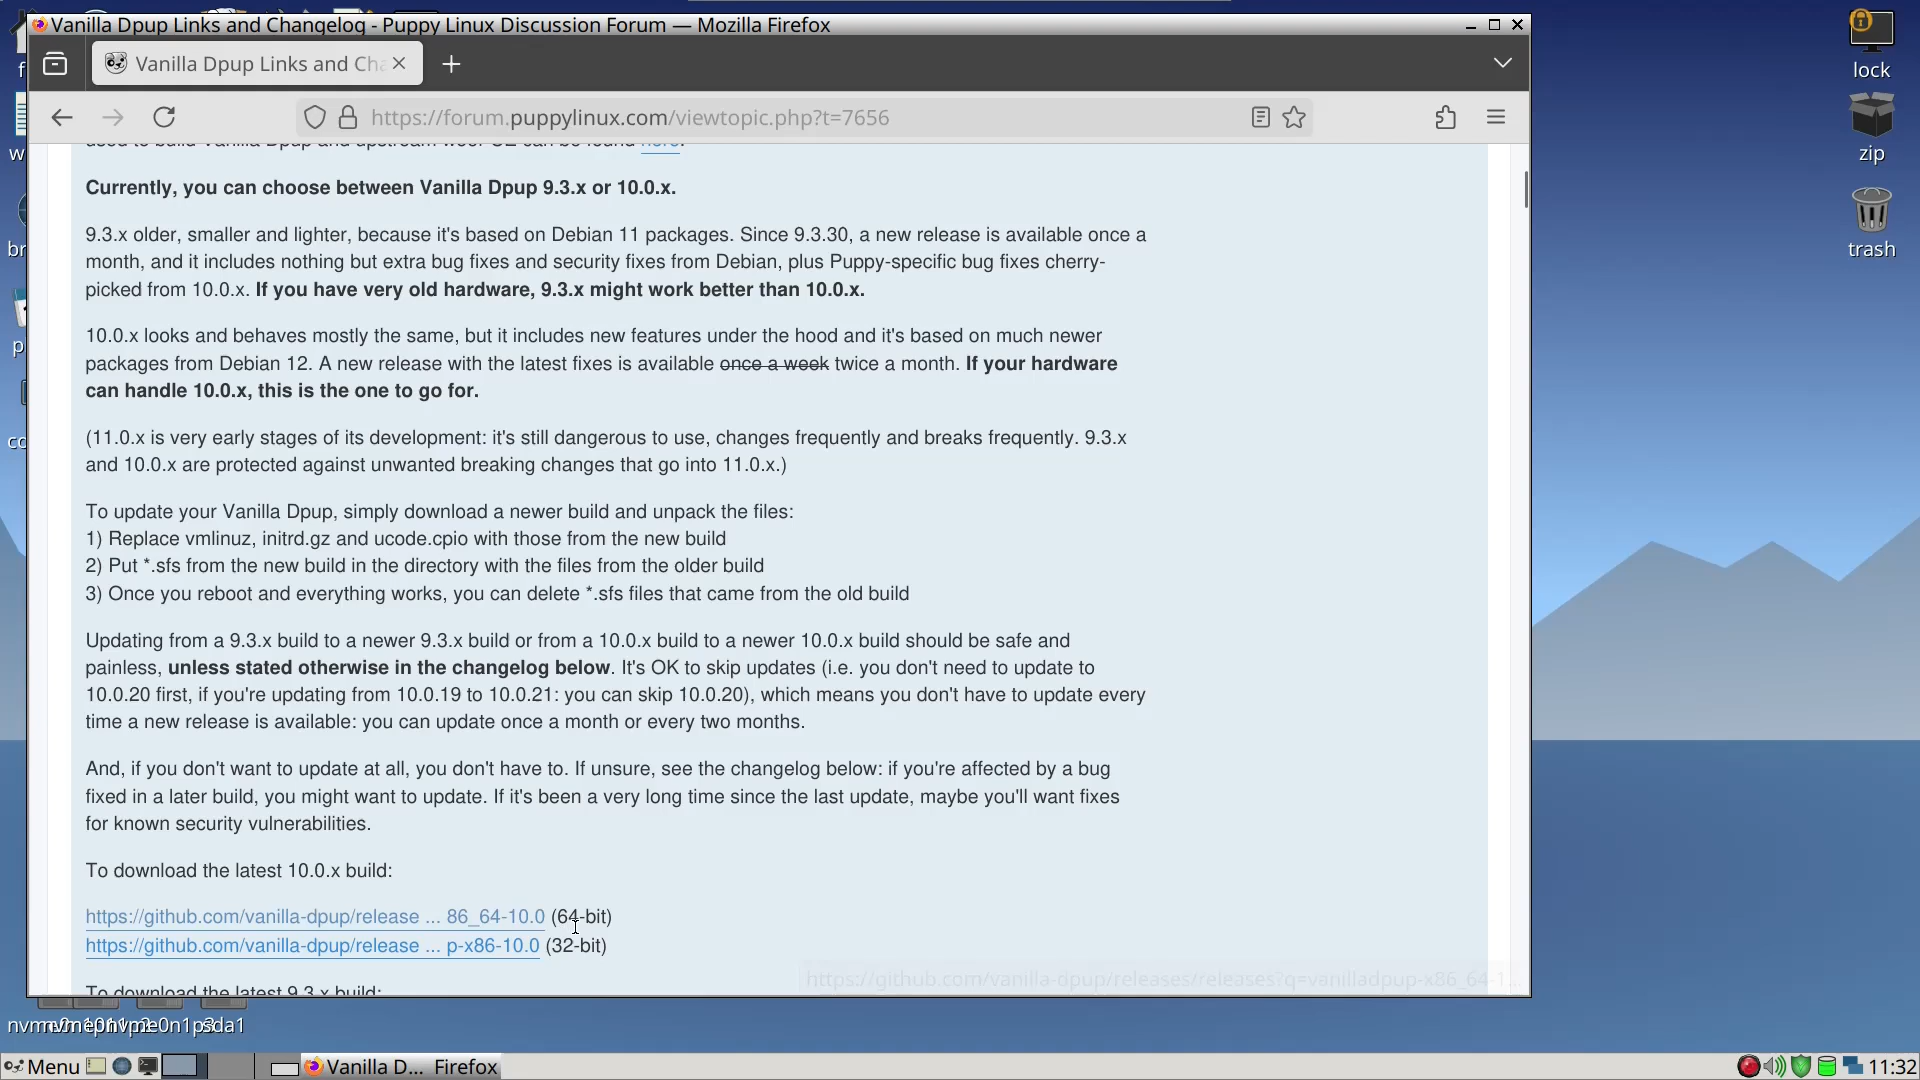 Vanilla Dpup Links and Changelog - Puppy Linux Discussion Forum — Mozilla Firefox
Vanilla Dpup Links and Cha
https://forum.puppylinux.com/viewtopic.php?t=7656
Currently, you can choose between Vanilla Dpup 9.3.x or 10.0.x.
9.3.x older, smaller and lighter, because it's based on Debian 11 packages. Since 9.3.30, a new release is available once a
month, and it includes nothing but extra bug fixes and security fixes from Debian, plus Puppy-specific bug fixes cherry-
picked from 10.0.x. If you have very old hardware, 9.3.x might work better than 10.0.x.
10.0.x looks and behaves mostly the same, but it includes new features under the hood and it's based on much newer
packages from Debian 12. A new release with the latest fixes is available once a week twice a month. If your hardware
can handle 10.0.x, this is the one to go for.
(11.0.x is very early stages of its development: it's still dangerous to use, changes frequently and breaks frequently. 9.3.x
and 10.0.x are protected against unwanted breaking changes that go into 11.0.x.)
To update your Vanilla Dpup, simply download a newer build and unpack the files:
1) Replace vmlinuz, initrd.gz and ucode.cpio with those from the new build
2) Put *.sfs from the new build in the directory with the files from the older build
3) Once you reboot and everything works, you can delete *.sfs files that came from the old build
Updating from a 9.3.x build to a newer 9.3.x build or from a 10.0.x build to a newer 10.0.x build should be safe and
painless, unless stated otherwise in the changelog below. It's OK to skip updates (i.e. you don't need to update to
10.0.20 first, if you're updating from 10.0.19 to 10.0.21: you can skip 10.0.20), which means you don't have to update every
time a new release is available: you can update once a month or every two months.
And, if you don't want to update at all, you don't have to. If unsure, see the changelog below: if you're affected by a bug
fixed in a later build, you might want to update. If it's been a very long time since the last update, maybe you'll want fixes
for known security vulnerabilities.
To download the latest 10.0.x build:
https://github.com/vanilla-dpup/release ... 86_64-10.0 (64-bit)
https://github.com/vanilla-dpup/release ... p-x86-10.0 (32-bit)
https://github.com/vanilla-dpup/releases/releases?q=vanilladpup-x86_64-1...
To download the latest 9.3.x build:
lock
zip
trash
sda1
Menu
Vanilla D... Firefox
11:32